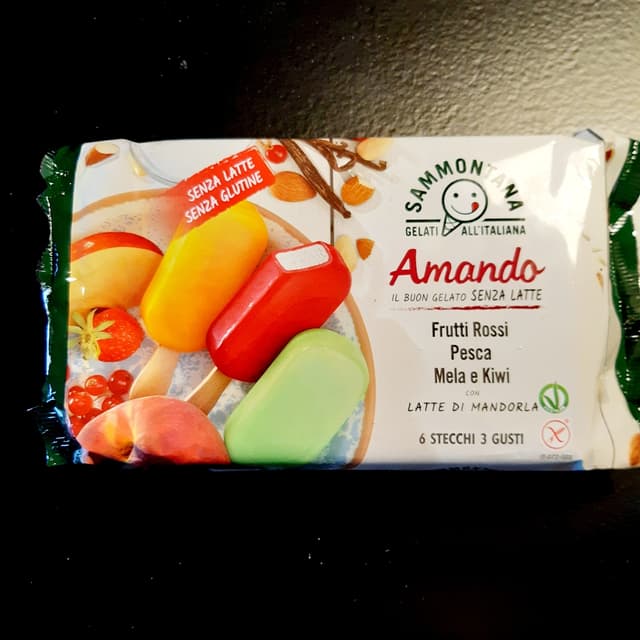 SENZA LATTE
SENZA GLUTINE
SAMMONTANA
GELATI ALL'ITALIANA
Amando
IL BUON GELATO SENZA LATTE
Frutti Rossi
Pesca
Mela e Kiwi
CON
LATTE DI MANDORLA
6 STECCHI 3 GUSTI